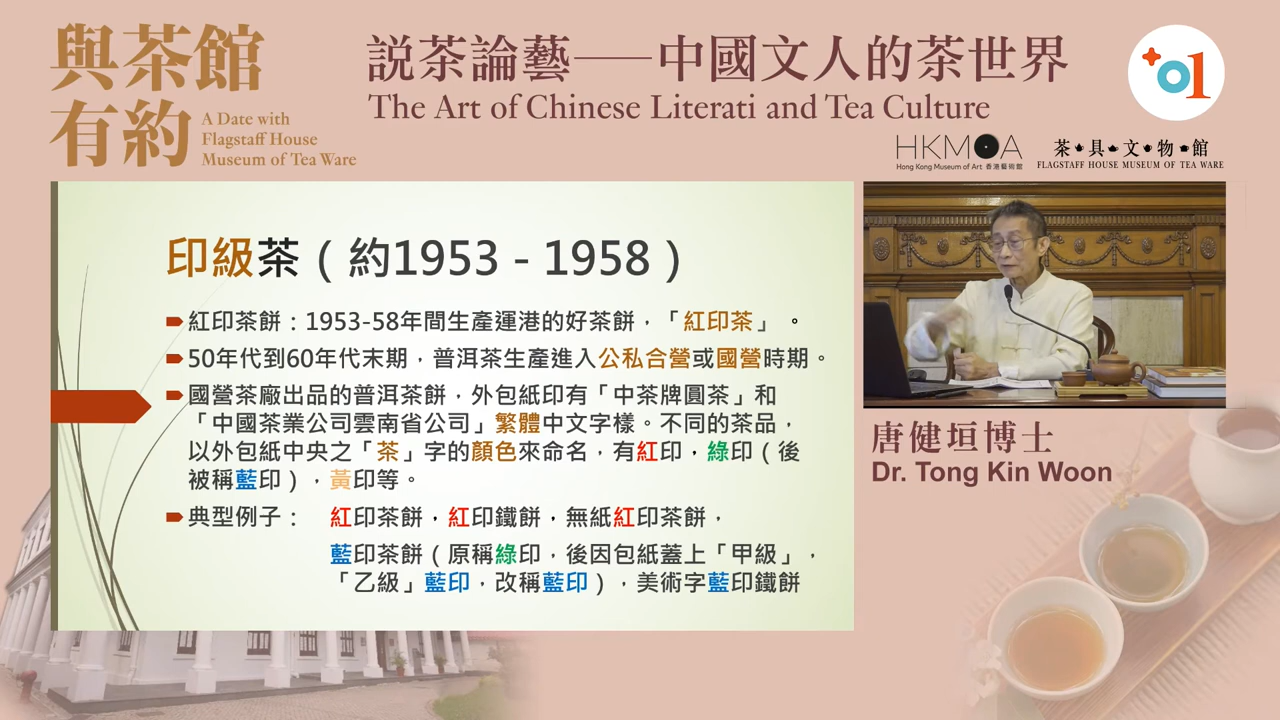 與茶館
有約
A Date with
Flagstaff House
Museum of Tea Ware
説茶論藝——中國文人的茶世界
The Art of Chinese Literati and Tea Culture
+01
HKMOA
Hong Kong Museum of Art 香港藝術館
茶具文物館
FLAGSTAFF HOUSE MUSEUM OF TEA WARE
印級茶（約1953 - 1958）
紅印茶餅：1953-58年間生產運港的好茶餅，「紅印茶」。
50年代到60年代末期，普洱茶生產進入公私合營或國營時期。
國營茶廠出品的普洱茶餅，外包紙印有「中茶牌圓茶」和
「中國茶業公司雲南省公司」繁體中文字樣。不同的茶品，
以外包紙中央之「茶」字的顏色來命名，有紅印，綠印（後
被稱藍印），黃印等。
典型例子： 紅印茶餅，紅印鐵餅，無紙紅印茶餅，
藍印茶餅（原稱綠印，後因包紙蓋上「甲級」，
「乙級」藍印，改稱藍印），美術字藍印鐵餅
唐健垣博士
Dr. Tong Kin Woon